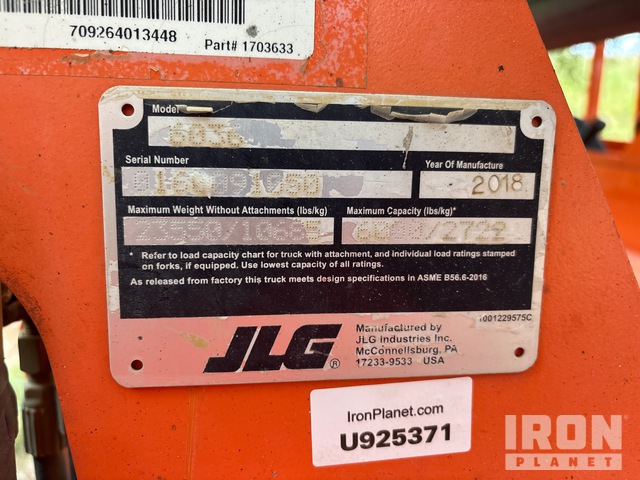 709264013448
Part# 1703633
Model
6036
Serial Number
Year Of Manufacture
2018
Maximum Weight Without Attachments (lbs/kg)
Maximum Capacity (lbs/kg)*
* Refer to load capacity chart for truck with attachment, and individual load ratings stamped
on forks, if equipped. Use lowest capacity of all ratings.
As released from factory this truck meets design specifications in ASME B56.6-2016
1001229575C
JLG
®
Manufactured by
JLG Industries Inc.
McConnellsburg, PA
17233-9533 USA
IronPlanet.com
U925371
IRON
PLANET